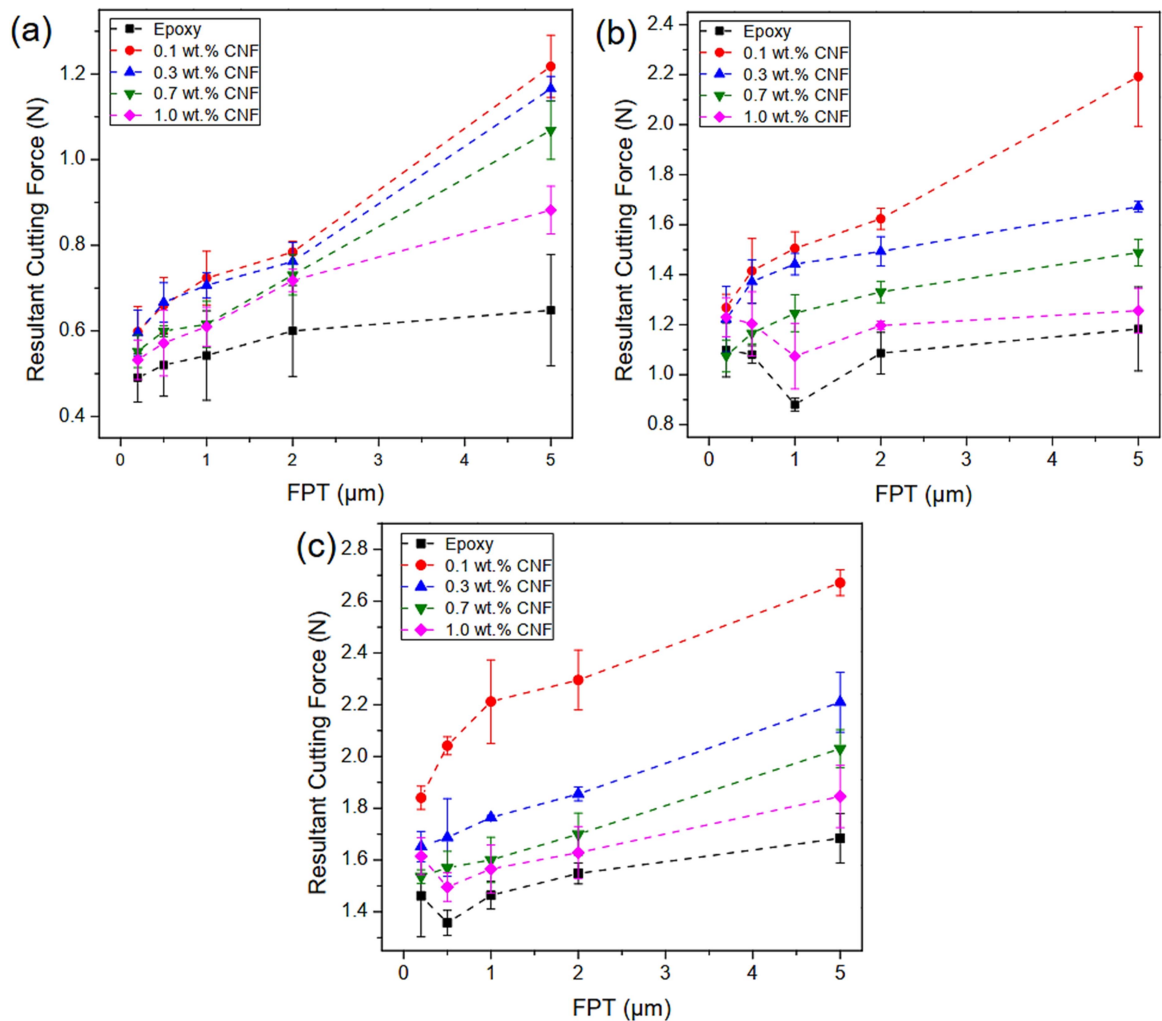 (a)
Epoxy
0.1 wt.% CNF
0.3 wt.% CNF
0.7 wt.% CNF
1.0 wt.% CNF
Resultant Cutting Force (N)
1.2
1.0
0.8
0.6
0.4
0 1 2 3 4 5
FPT (μm)
(b)
Epoxy
0.1 wt.% CNF
0.3 wt.% CNF
0.7 wt.% CNF
1.0 wt.% CNF
Resultant Cutting Force (N)
2.4
2.2
2.0
1.8
1.6
1.4
1.2
1.0
0.8
0 1 2 3 4 5
FPT (μm)
(c)
Epoxy
0.1 wt.% CNF
0.3 wt.% CNF
0.7 wt.% CNF
1.0 wt.% CNF
Resultant Cutting Force (N)
2.8
2.6
2.4
2.2
2.0
1.8
1.6
1.4
0 1 2 3 4 5
FPT (μm)